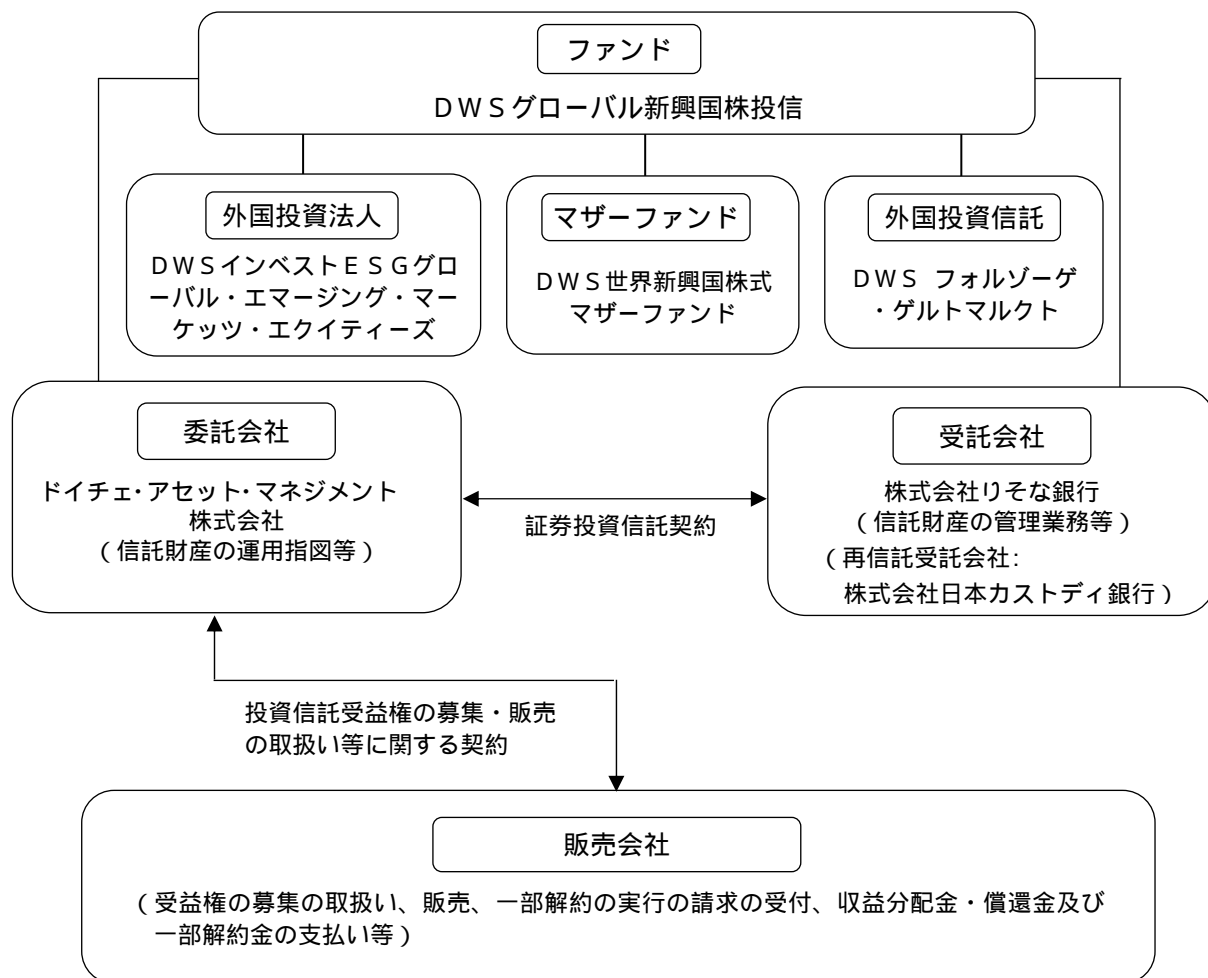 ファンド
DWSグローバル新興国株投信
外国投資法人
DWSインベストESGグロ
ーバル・エマージング・マー
ケッツ・エクイティーズ
マザーファンド
DWS世界新興国株式
マザーファンド
外国投資信託
DWS フォルゾーゲ
・ゲルトマルクト
委託会社
ドイチェ・アセット・マネジメント
株式会社
(信託財産の運用指図等)
証券投資信託契約
受託会社
株式会社りそな銀行
(信託財産の管理業務等)
(再信託受託会社:
株式会社日本カストディ銀行)
投資信託受益権の募集・販売
の取扱い等に関する契約
販売会社
(受益権の募集の取扱い、販売、一部解約の実行の請求の受付、収益分配金・償還金及び
一部解約金の支払い等)